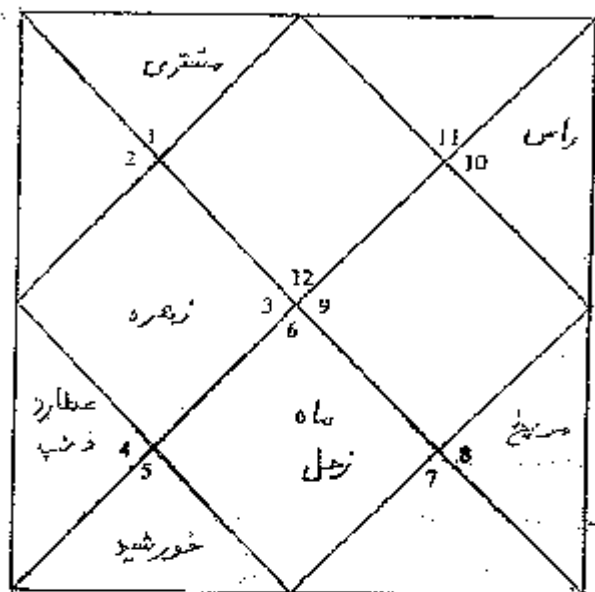 مشتری
راس
1
11
2
10
12
زهره
3 9
6
عطارد
ذنب
ماه
مریخ
4
8
زحل
5
7
خورشید